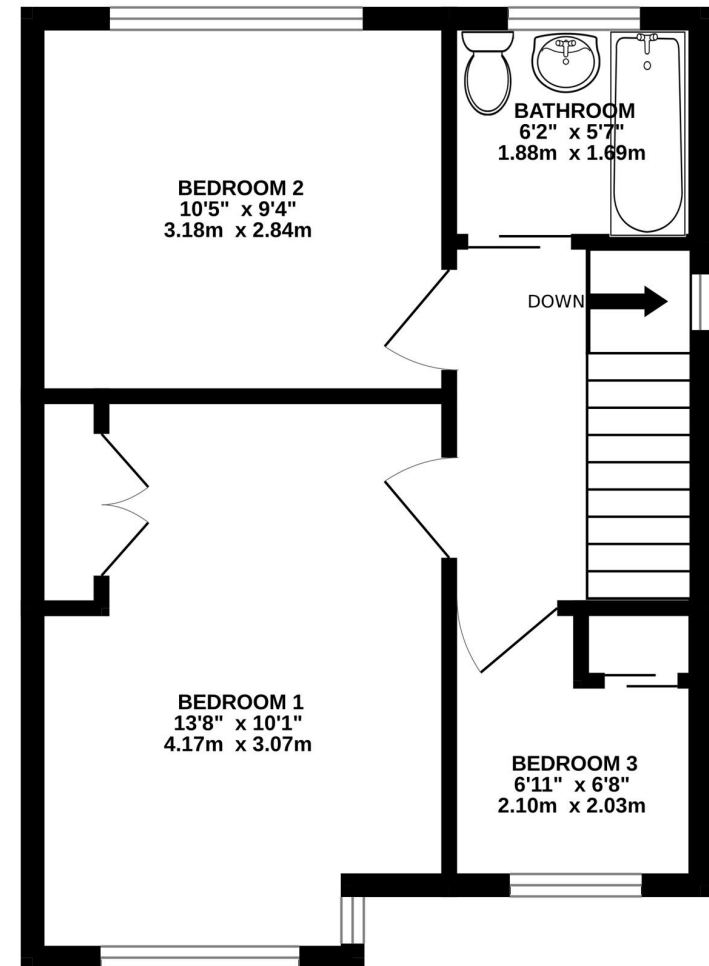 BATHROOM
6'2" x 5'7"
1.88m x 1.69m
BEDROOM 2
10'5" x 9'4"
3.18m x 2.84m
DOWN
BEDROOM 1
13'8" x 10'1"
4.17m x 3.07m
BEDROOM 3
6'11" x 6'8"
2.10m x 2.03m